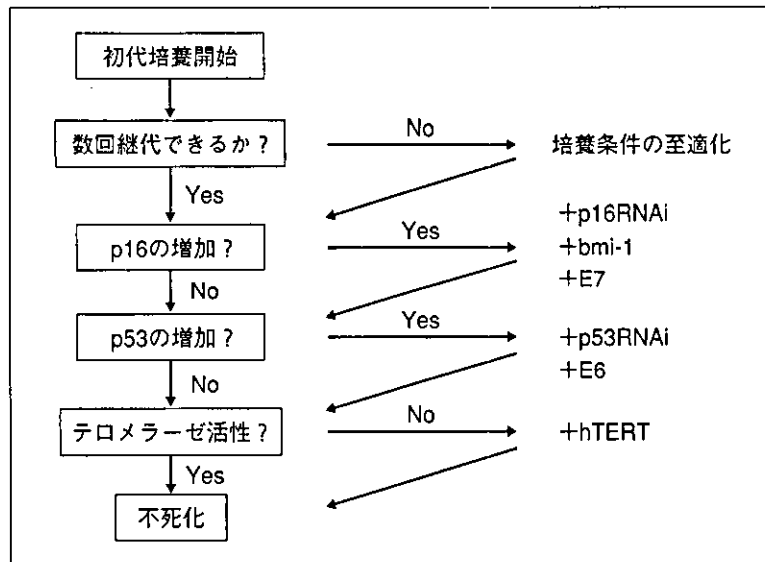 初代培養開始
数回継代できるか？
No
培養条件の至適化
Yes
p16の増加？
Yes
＋p16RNAi
＋bmi-1
＋E7
No
p53の増加？
Yes
＋p53RNAi
＋E6
No
テロメラーゼ活性？
No
＋hTERT
Yes
不死化